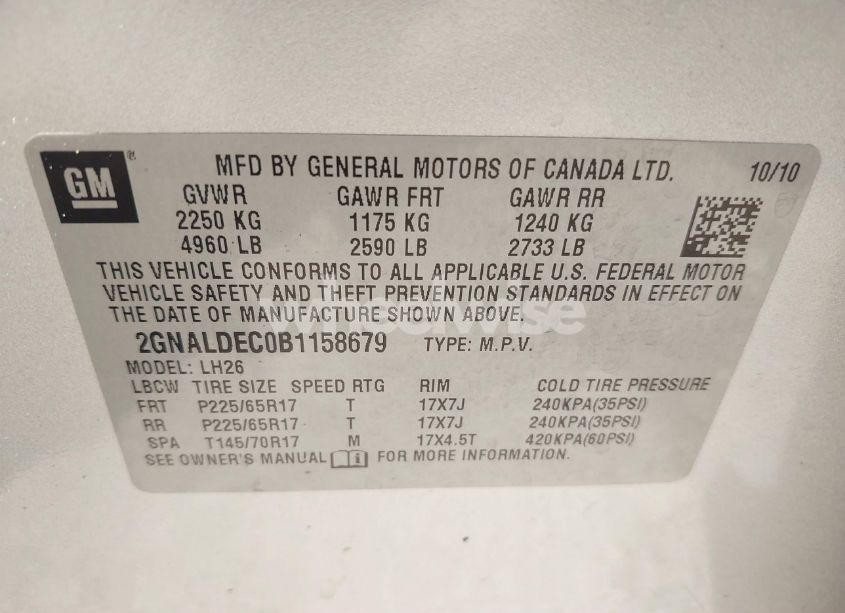 GM ®
MFD BY GENERAL MOTORS OF CANADA LTD. 10/10
GVWR GAWR FRT GAWR RR
2250 KG 1175 KG 1240 KG
4960 LB 2590 LB 2733 LB
THIS VEHICLE CONFORMS TO ALL APPLICABLE U.S. FEDERAL MOTOR
VEHICLE SAFETY AND THEFT PREVENTION STANDARDS IN EFFECT ON
THE DATE OF MANUFACTURE SHOWN ABOVE.
wheelwise
2GNALDEC0B1158679 TYPE: M.P.V.
MODEL: LH26
LBCW TIRE SIZE SPEED RTG RIM COLD TIRE PRESSURE
FRT P225/65R17 T 17X7J 240KPA(35PSI)
RR P225/65R17 T 17X7J 240KPA(35PSI)
SPA T145/70R17 M 17X4.5T 420KPA(60PSI)
SEE OWNER'S MANUAL i FOR MORE INFORMATION.